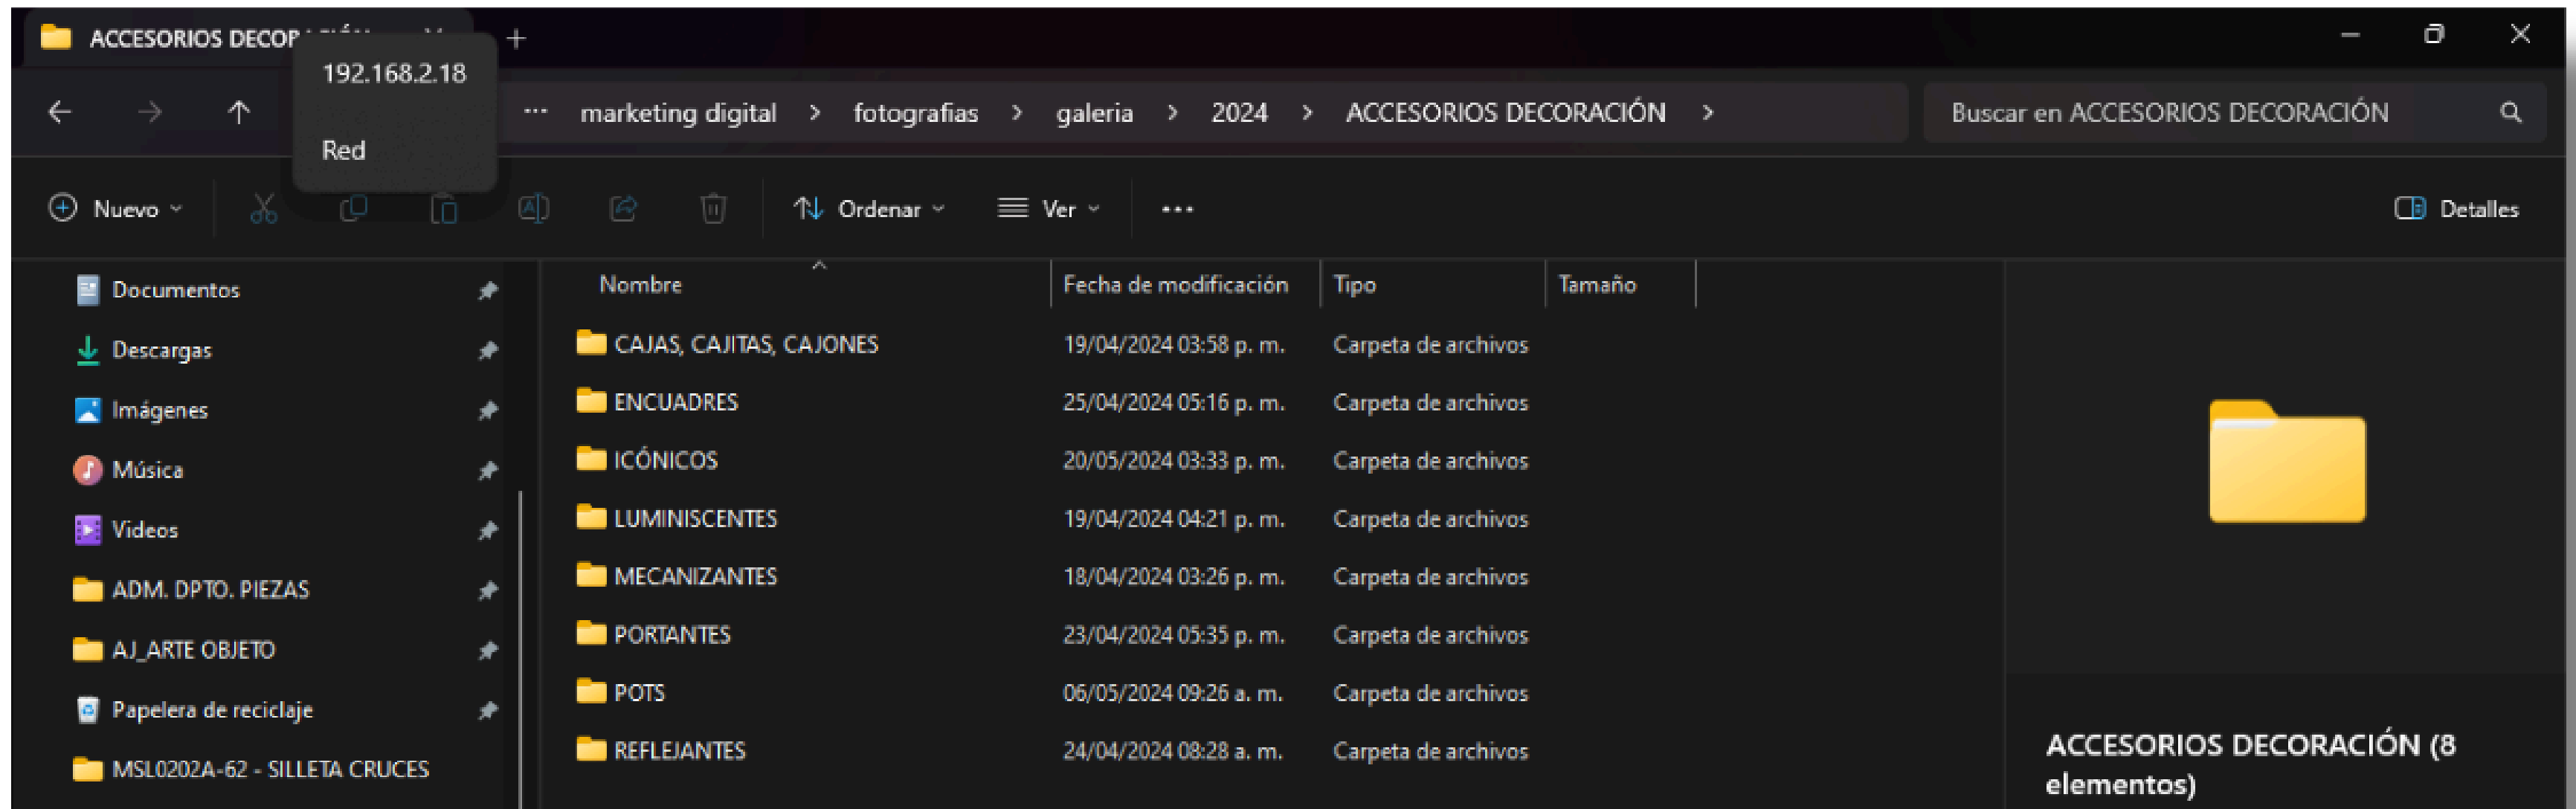 ACCESORIOS DECOR
192.168.2.18
Red
... marketing digital > fotografias > galeria > 2024 > ACCESORIOS DECORACIÓN >
Buscar en ACCESORIOS DECORACIÓN
Nuevo
Ordenar
Ver
Detalles
Documentos
Descargas
Imágenes
Música
Videos
ADM. DPTO. PIEZAS
AJ_ARTE OBJETO
Papelera de reciclaje
MSL0202A-62 - SILLETA CRUCES
Nombre Fecha de modificación Tipo Tamaño
CAJAS, CAJITAS, CAJONES 19/04/2024 03:58 p. m. Carpeta de archivos
ENCUADRES 25/04/2024 05:16 p. m. Carpeta de archivos
ICÓNICOS 20/05/2024 03:33 p. m. Carpeta de archivos
LUMINISCENTES 19/04/2024 04:21 p. m. Carpeta de archivos
MECANIZANTES 18/04/2024 03:26 p. m. Carpeta de archivos
PORTANTES 23/04/2024 05:35 p. m. Carpeta de archivos
POTS 06/05/2024 09:26 a. m. Carpeta de archivos
REFLEJANTES 24/04/2024 08:28 a. m. Carpeta de archivos
ACCESORIOS DECORACIÓN (8
elementos)